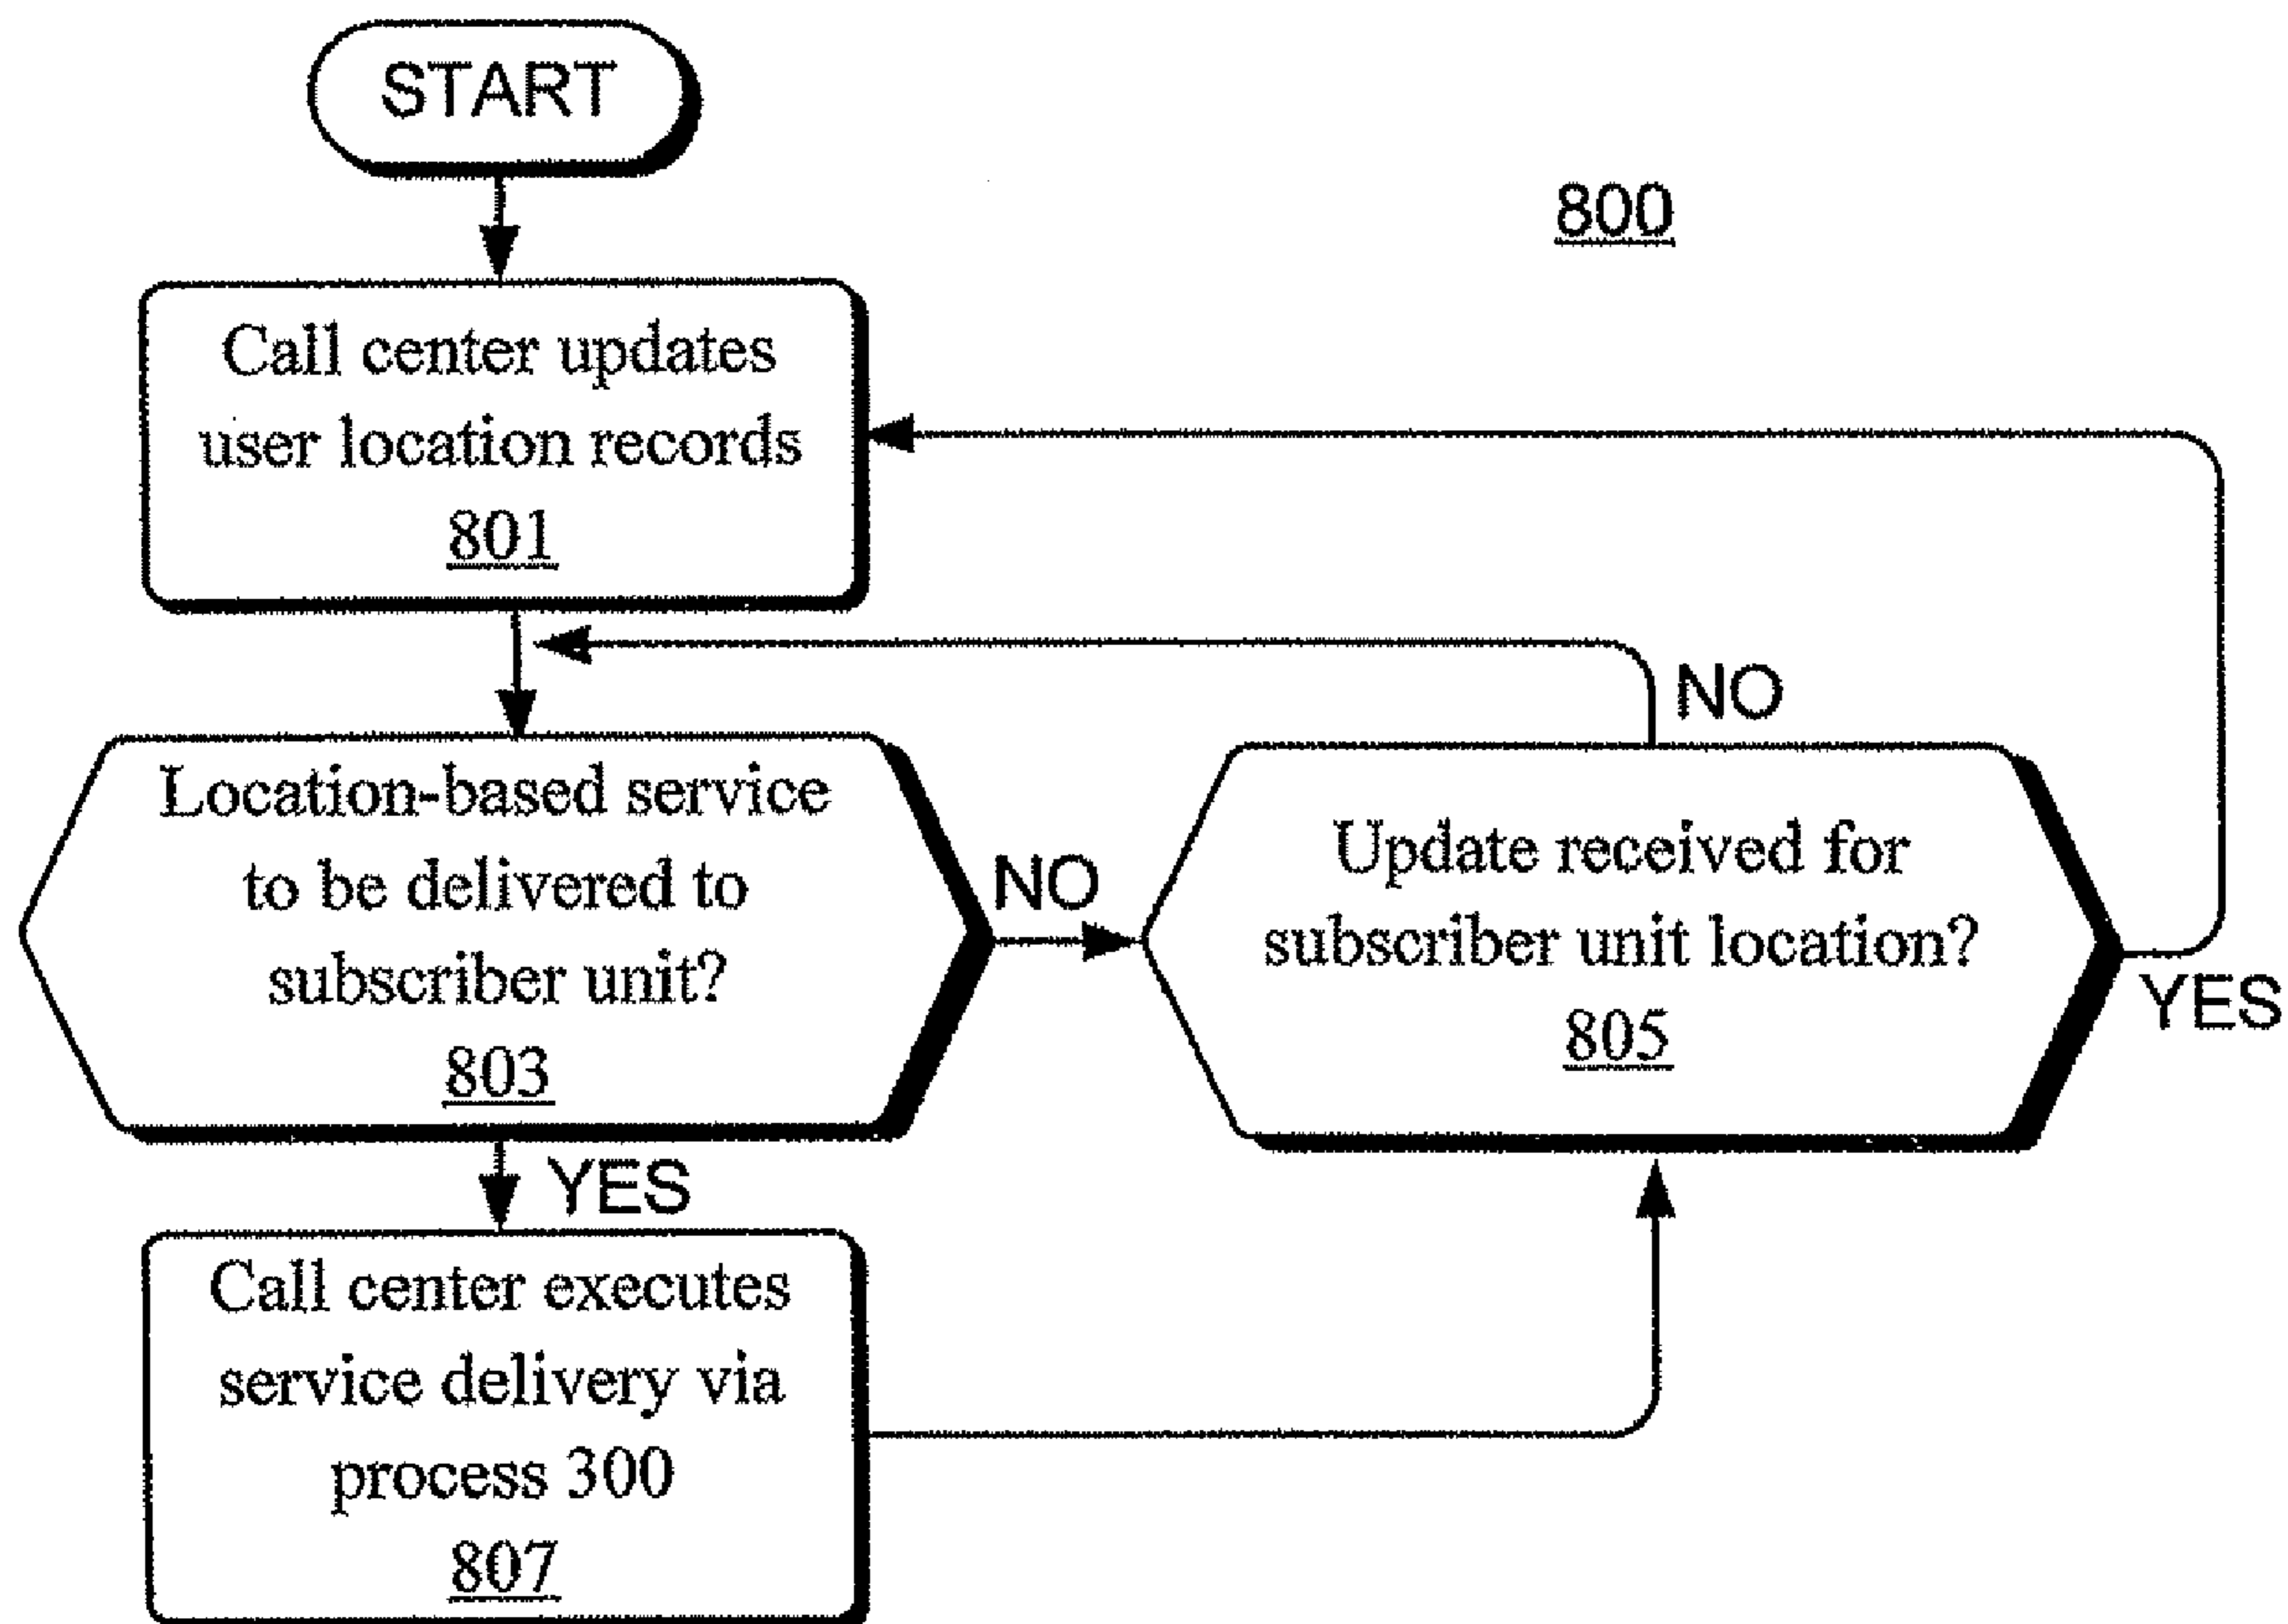 START
800
Call center updates
user location records
801
NO
Location-based service
to be delivered to
subscriber unit?
803
NO
Update received for
subscriber unit location?
805
YES
YES
Call center executes
service delivery via
process 300
807